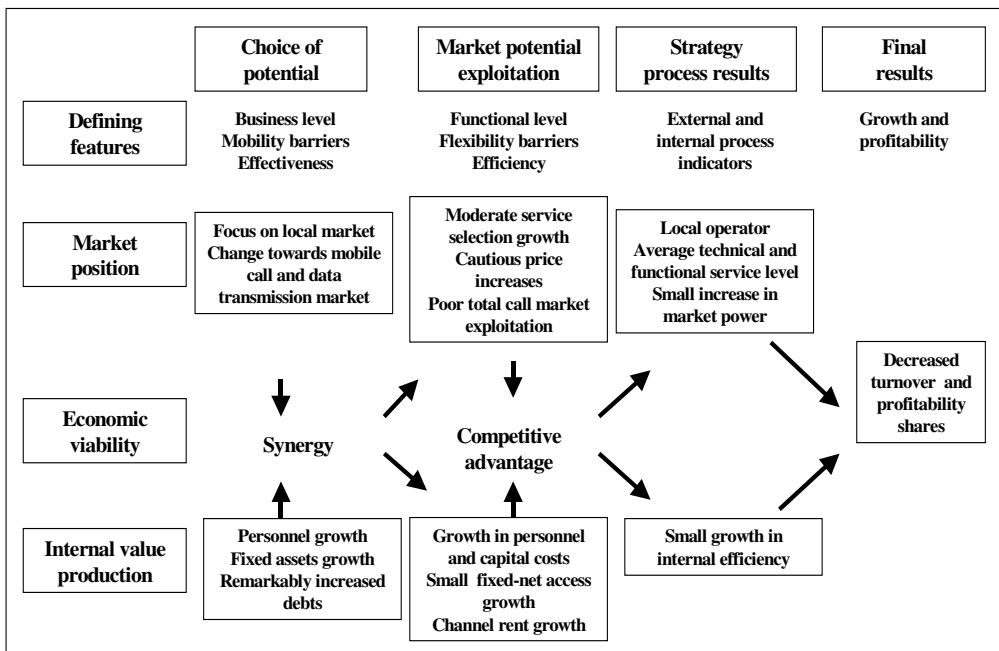 Choice of
potential
Market potential
exploitation
Strategy
process results
Final
results
Defining
features
Business level
Mobility barriers
Effectiveness
Functional level
Flexibility barriers
Efficiency
External and
internal process
indicators
Growth and
profitability
Market
position
Focus on local market
Change towards mobile
call and data
transmission market
Moderate service
selection growth
Cautious price
increases
Poor total call market
exploitation
Local operator
Average technical and
functional service level
Small increase in
market power
Decreased
turnover and
profitability
shares
Economic
viability
Synergy
Competitive
advantage
Internal value
production
Personnel growth
Fixed assets growth
Remarkably increased
debts
Growth in personnel
and capital costs
Small fixed-net access
growth
Channel rent growth
Small growth in
internal efficiency